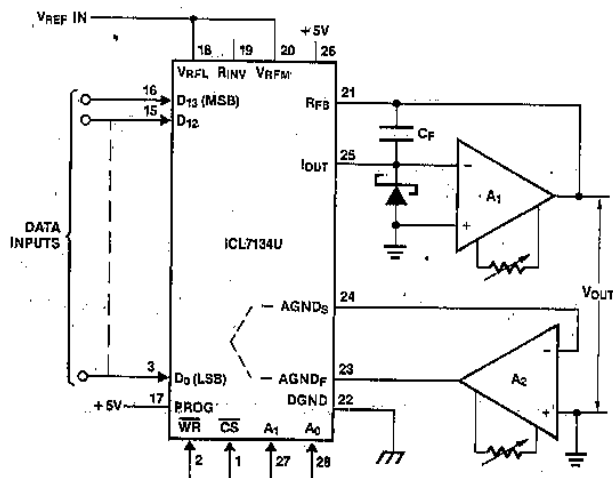 VREF IN
+5V
18 19 20 26
VRFL RINV VRFM
16
D13 (MSB)
15
D12
21
RFB
CF
25
IOUT
−
A1
+
DATA
INPUTS
ICL7134U
VOUT
24
AGNDS
−
3
D0 (LSB)
23
AGNDF
A2
17
+5V
PROG
DGND
22
+
WR CS A1 A0
2 1 27 28